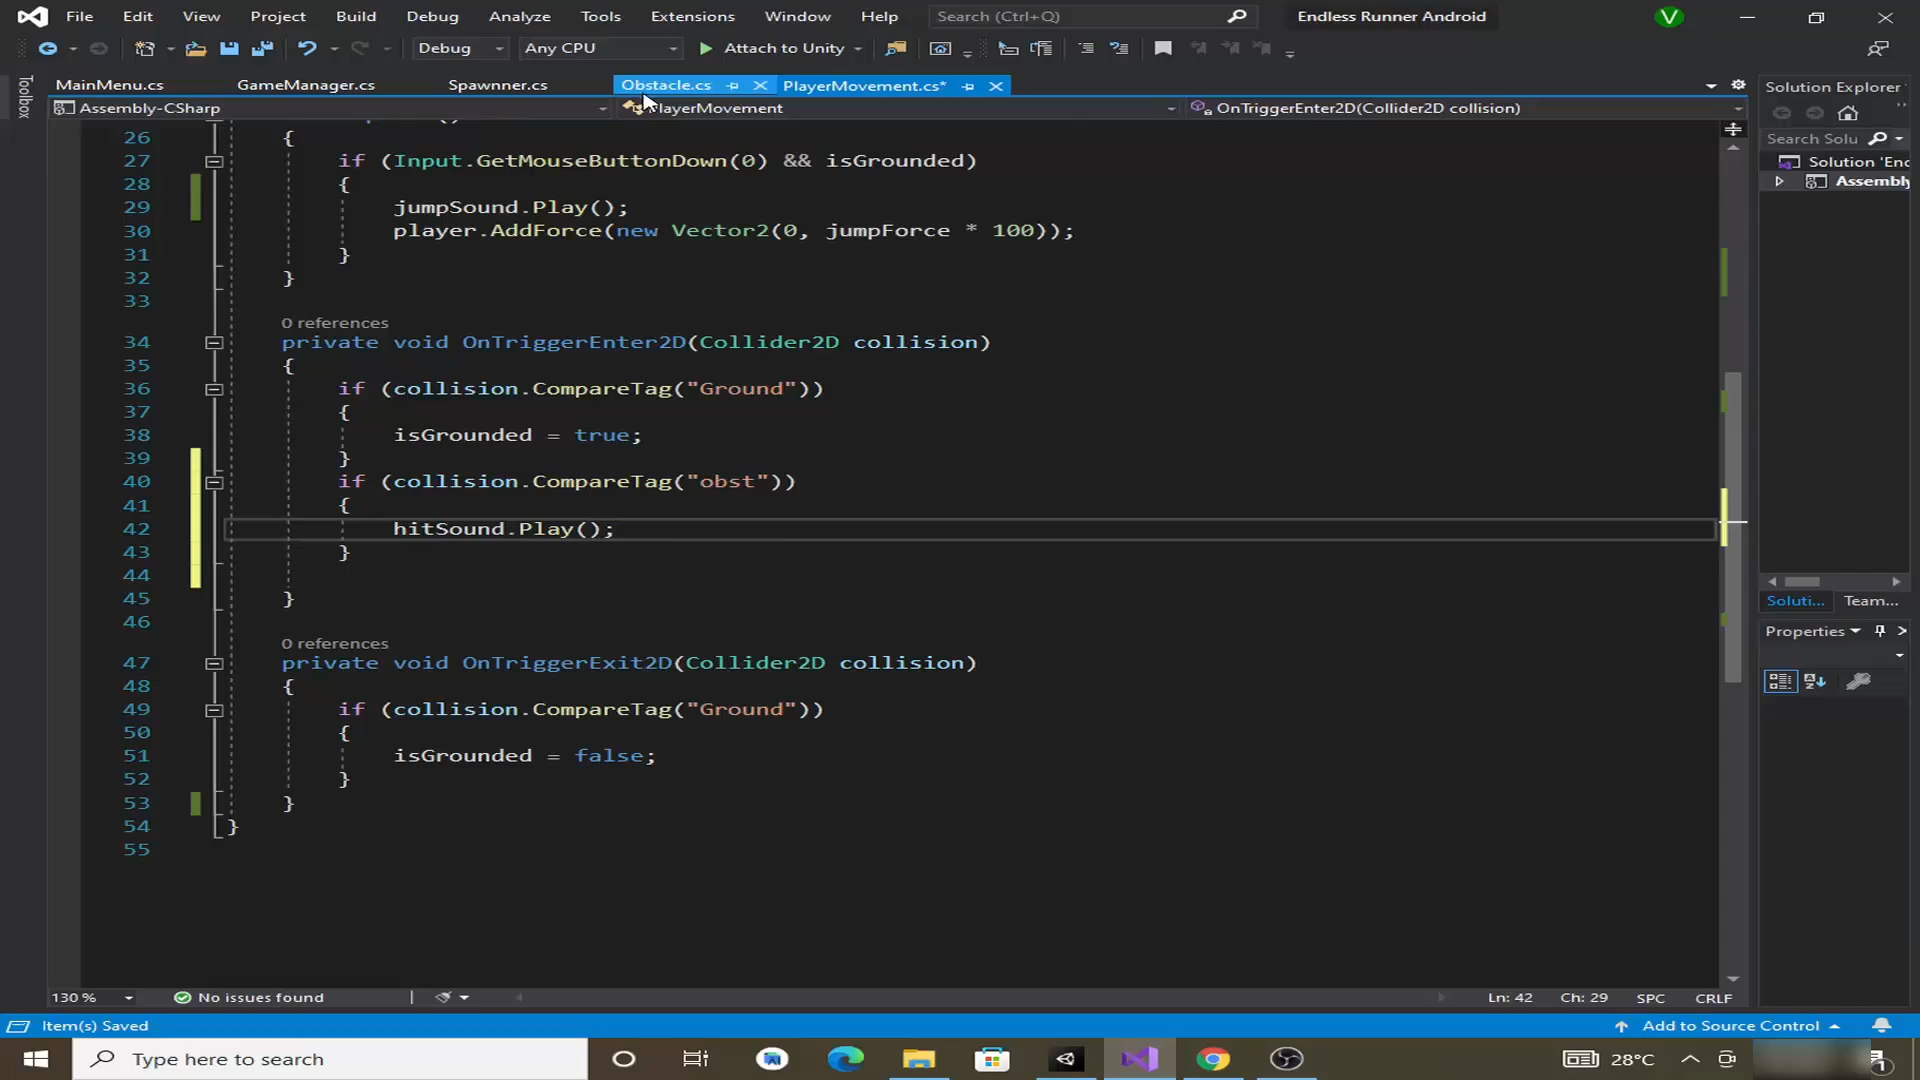 File Edit View Project Build Debug Analyze Tools Extensions Window Help Search (Ctrl+Q) Endless Runner Android V
Debug Any CPU Attach to Unity
Toolbox
MainMenu.cs GameManager.cs Spawnner.cs Obstacle.cs PlayerMovement.cs*
Assembly-CSharp PlayerMovement OnTriggerEnter2D(Collider2D collision)
26 {
27 if (Input.GetMouseButtonDown(0) && isGrounded)
28 {
29 jumpSound.Play();
30 player.AddForce(new Vector2(0, jumpForce * 100));
31 }
32 }
33
0 references
34 private void OnTriggerEnter2D(Collider2D collision)
35 {
36 if (collision.CompareTag("Ground"))
37 {
38 isGrounded = true;
39 }
40 if (collision.CompareTag("obst"))
41 {
42 hitSound.Play();
43 }
44
45 }
46
0 references
47 private void OnTriggerExit2D(Collider2D collision)
48 {
49 if (collision.CompareTag("Ground"))
50 {
51 isGrounded = false;
52 }
53 }
54 }
55
Solution Explorer
Search Solu
Solution 'End
Assembly
Soluti... Team...
Properties
130 % No issues found Ln: 42 Ch: 29 SPC CRLF
Item(s) Saved Add to Source Control
Type here to search 28°C 1